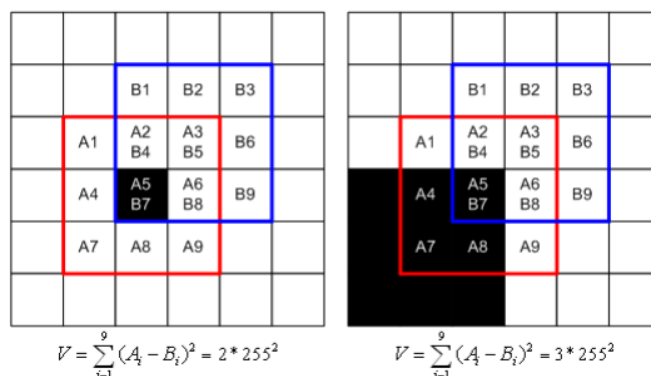 B1 B2 B3 B1 B2 B3
A1 A2 A3 B6 A1 A2 A3 B6
B4 B5 B4 B5
A4 A5 A6 B9 A4 A5 A6 B9
B7 B8 B7 B8
A7 A8 A9 A7 A8 A9
V = \sum_{i=1}^{9} (A_i - B_i)^2 = 2 * 255^2 V = \sum_{i=1}^{9} (A_i - B_i)^2 = 3 * 255^2